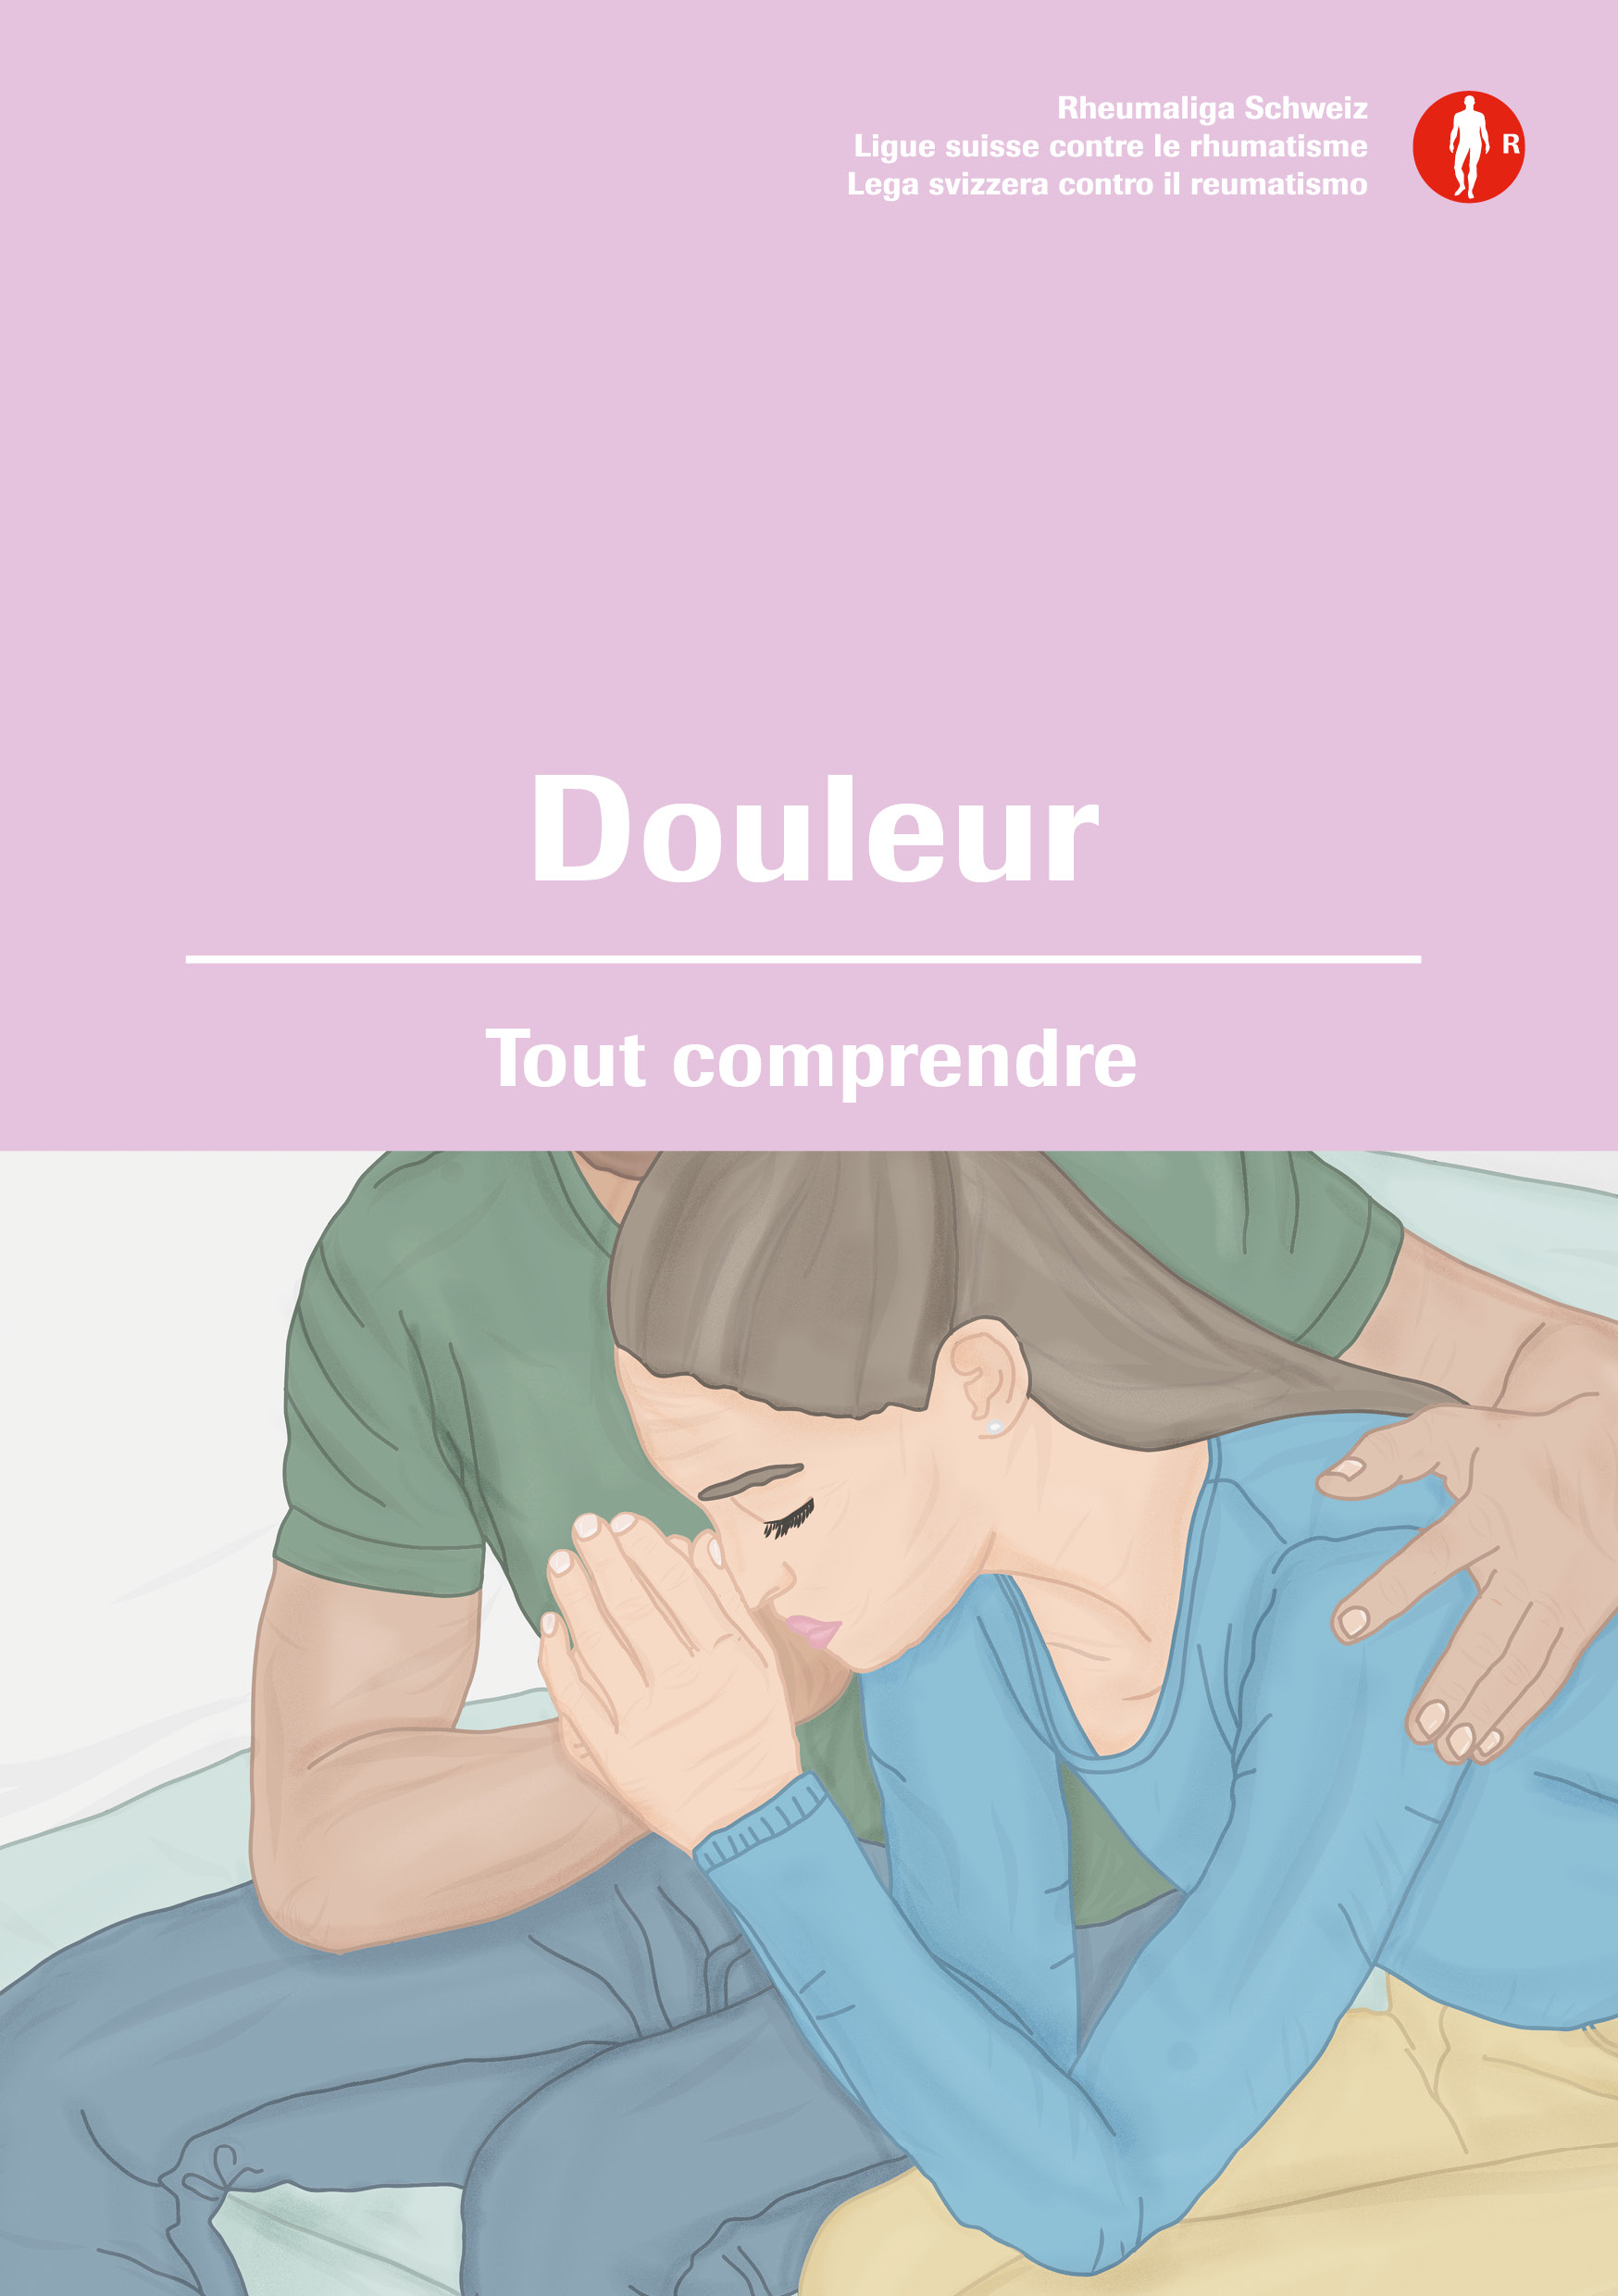 Rheumaliga Schweiz
Ligue suisse contre le rhumatisme
Lega svizzera contro il reumatismo
R
Douleur
Tout comprendre